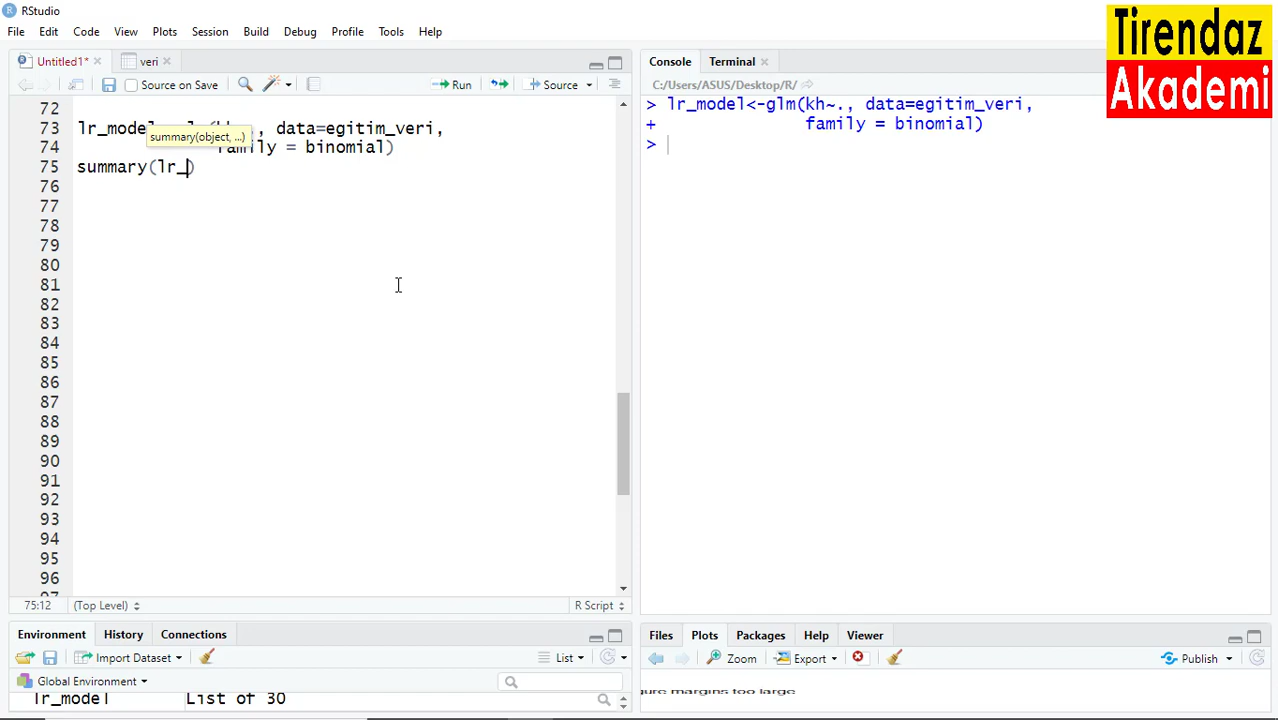 RStudio
File Edit Code View Plots Session Build Debug Profile Tools Help
Tirendaz
Akademi
Untitled1* veri
Console Terminal
Source on Save Run Source
C:/Users/ASUS/Desktop/R/
> lr_model<-glm(kh~., data=egitim_veri,
+ family = binomial)
>
72
73 lr_model ., data=egitim_veri,
summary(object, ...)
74 family = binomial)
75 summary(lr_)
76
77
78
79
80
81
82
83
84
85
86
87
88
89
90
91
92
93
94
95
96
75:12 (Top Level) R Script
Environment History Connections
Files Plots Packages Help Viewer
Import Dataset List
Zoom Export Publish
Global Environment
lr_model List of 30
gure margins too large